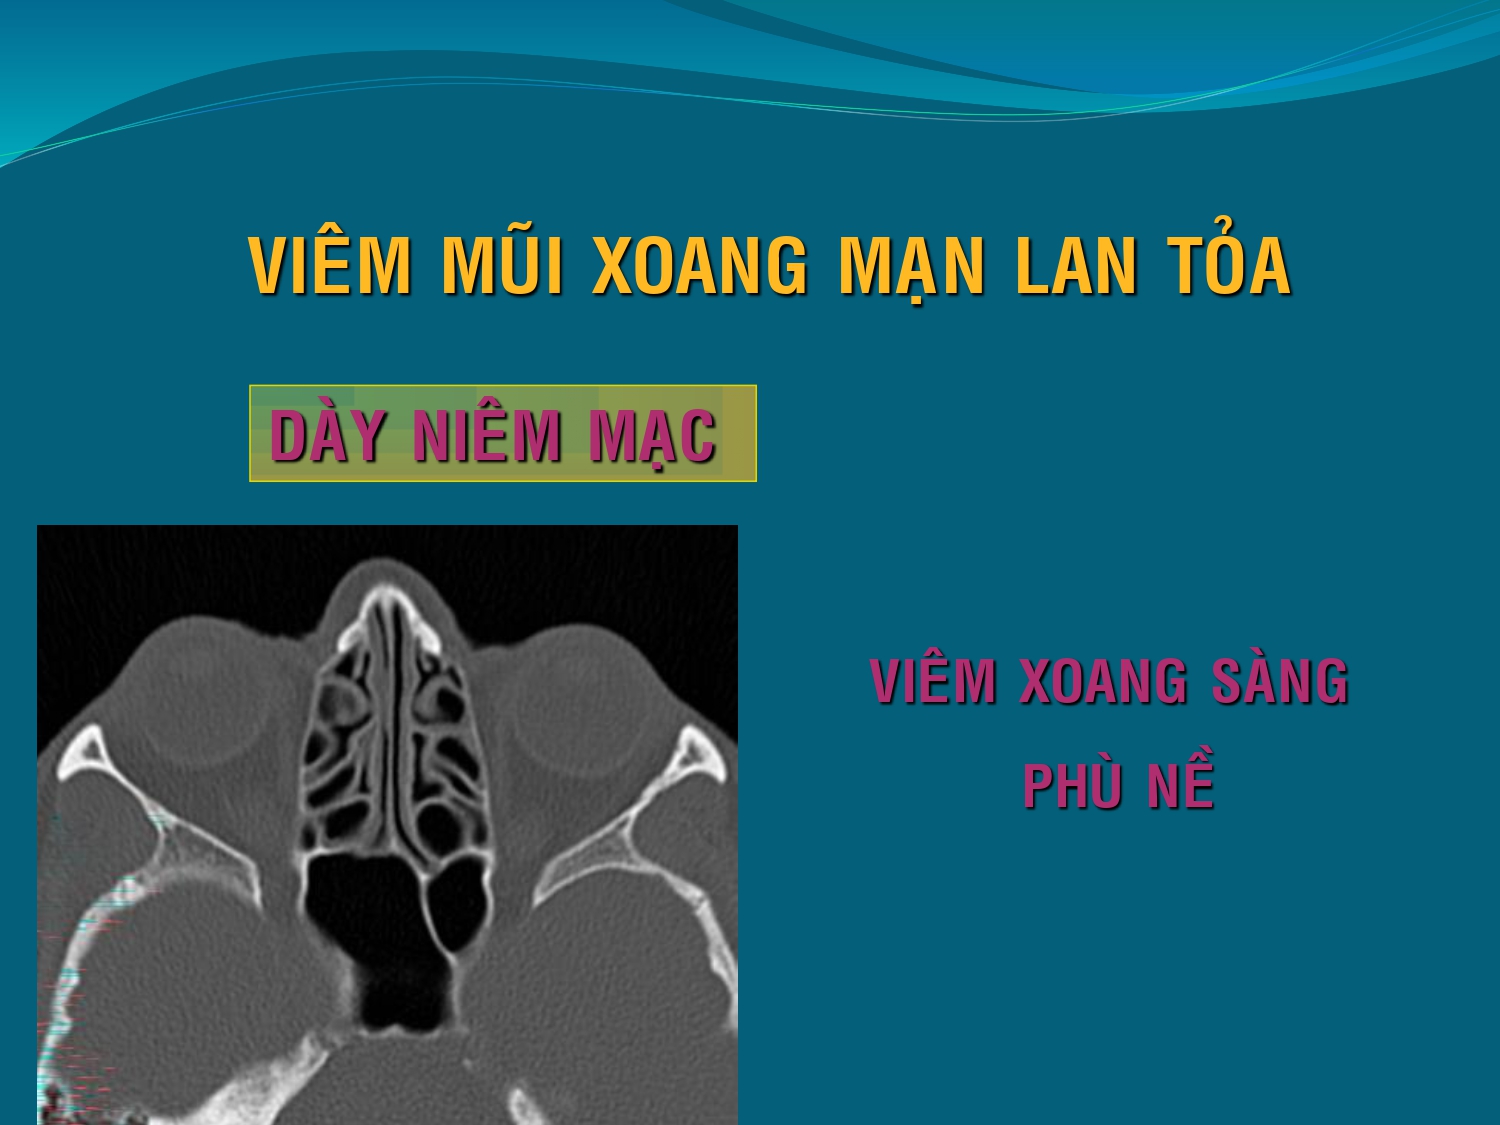 VIÊM MŨI XOANG MẠN LAN TỎA
DÀY NIÊM MẠC
VIÊM XOANG SÀNG
PHÙ NỀ